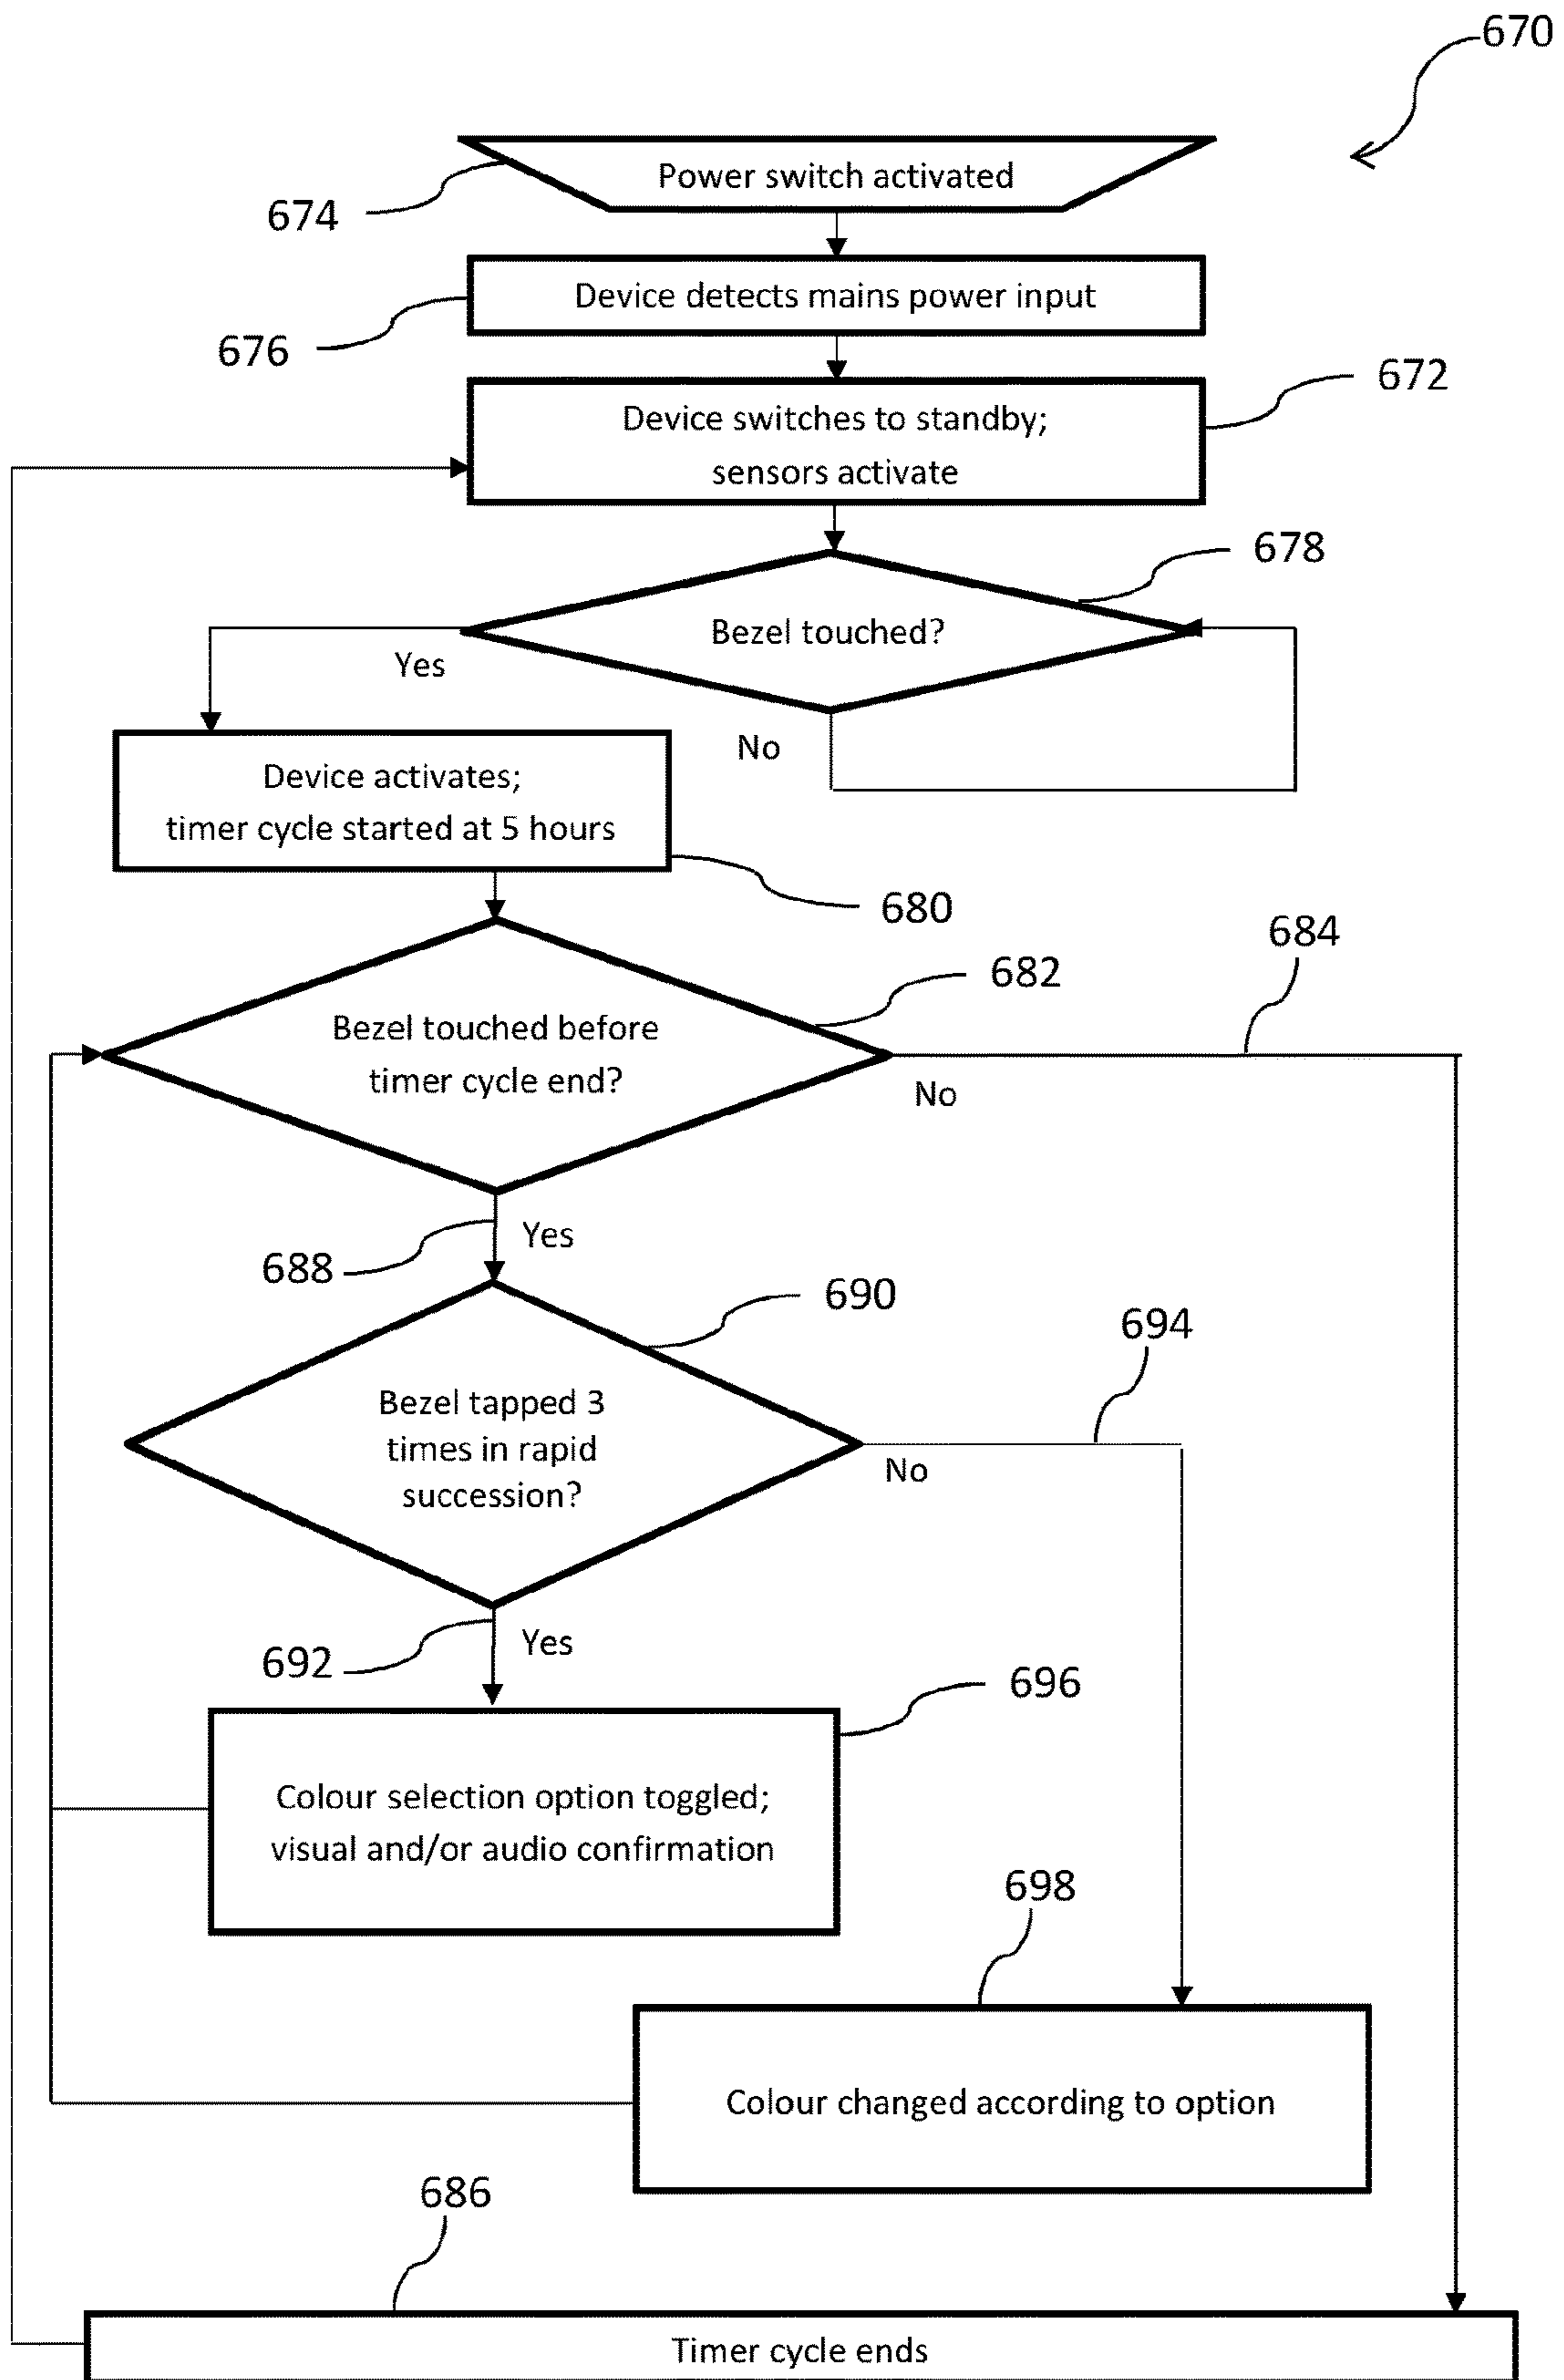 670
Power switch activated
674
Device detects mains power input
676
672
Device switches to standby;
sensors activate
678
Bezel touched?
Yes
No
Device activates;
timer cycle started at 5 hours
680
684
682
Bezel touched before
timer cycle end?
No
Yes
688
690
694
Bezel tapped 3
times in rapid
succession?
No
692
Yes
696
Colour selection option toggled;
visual and/or audio confirmation
698
Colour changed according to option
686
Timer cycle ends